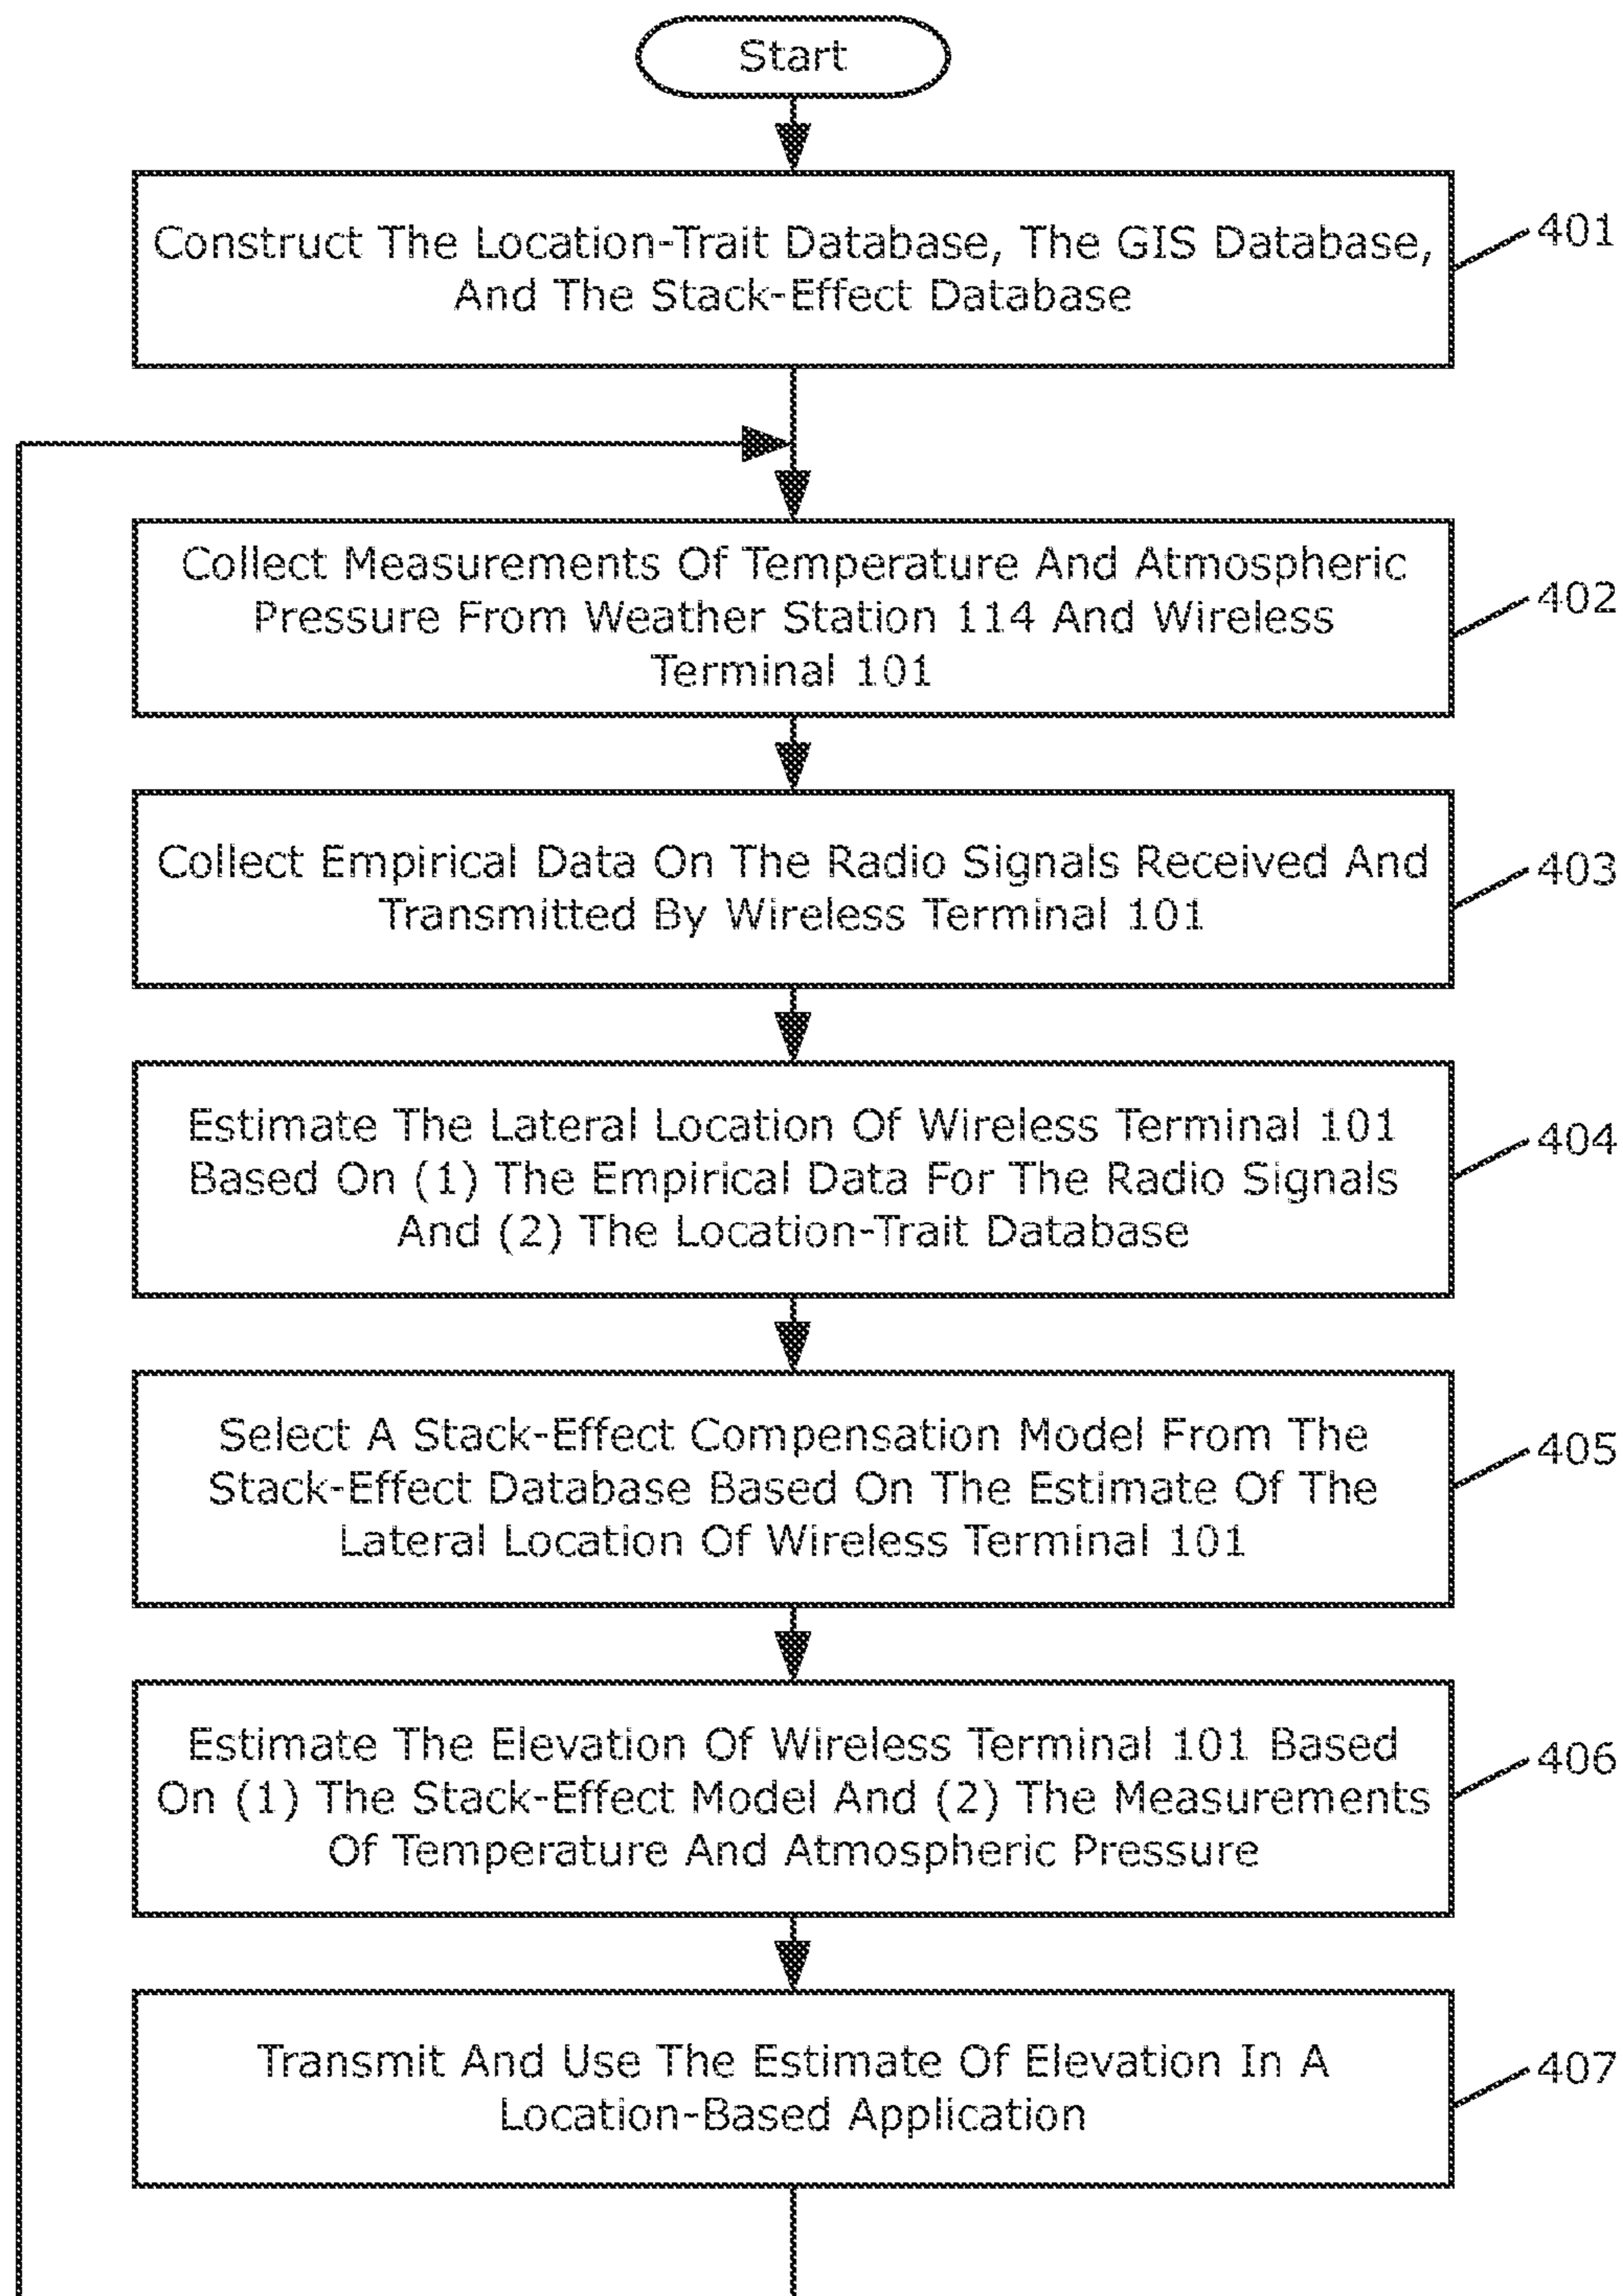 Start
Construct The Location-Trait Database, The GIS Database,
And The Stack-Effect Database
401
Collect Measurements Of Temperature And Atmospheric
Pressure From Weather Station 114 And Wireless
Terminal 101
402
Collect Empirical Data On The Radio Signals Received And
Transmitted By Wireless Terminal 101
403
Estimate The Lateral Location Of Wireless Terminal 101
Based On (1) The Empirical Data For The Radio Signals
And (2) The Location-Trait Database
404
Select A Stack-Effect Compensation Model From The
Stack-Effect Database Based On The Estimate Of The
Lateral Location Of Wireless Terminal 101
405
Estimate The Elevation Of Wireless Terminal 101 Based
On (1) The Stack-Effect Model And (2) The Measurements
Of Temperature And Atmospheric Pressure
406
Transmit And Use The Estimate Of Elevation In A
Location-Based Application
407